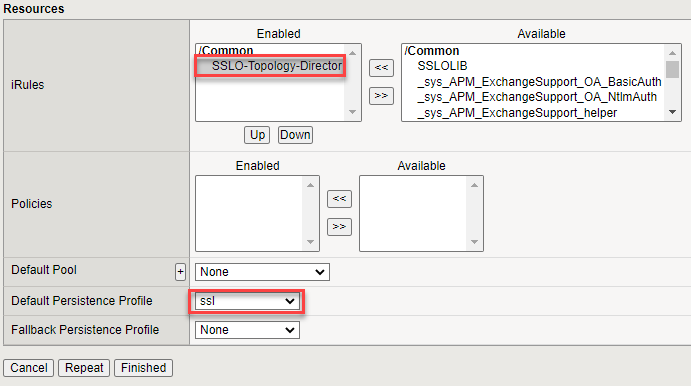 Resources
Enabled
Available
iRules
/Common
SSLO-Topology-Director
<<
>>
/Common
SSLOLIB
_sys_APM_ExchangeSupport_OA_BasicAuth
_sys_APM_ExchangeSupport_OA_NtlmAuth
_sys_APM_ExchangeSupport_helper
Up Down
Enabled
Available
Policies
<<
>>
Default Pool + None
Default Persistence Profile ssl
Fallback Persistence Profile None
Cancel Repeat Finished